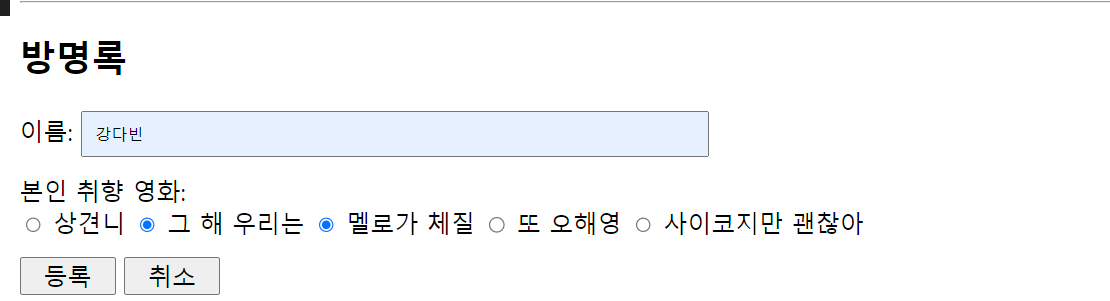 방명록
이름: 강다빈
본인 취향 영화:
상견니 그 해 우리는 멜로가 체질 또 오해영 사이코지만 괜찮아
등록 취소